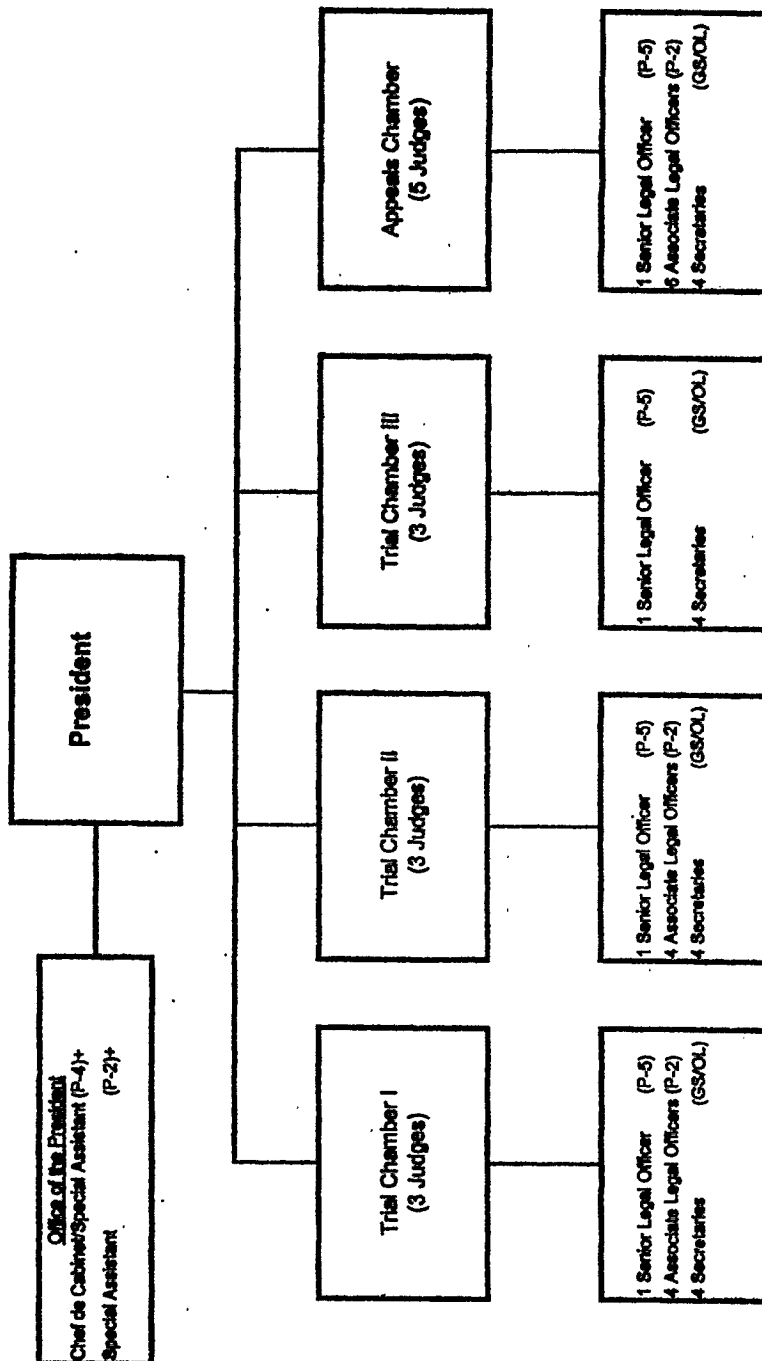 President
Office of the President
Chef de Cabinet/Special Assistant (P-4)+
Special Assistant (P-2)+
Trial Chamber I
(3 Judges)
Trial Chamber II
(3 Judges)
Trial Chamber III
(3 Judges)
Appeals Chamber
(5 Judges)
1 Senior Legal Officer (P-5)
4 Associate Legal Officers (P-2)
4 Secretaries (GS/OL)
1 Senior Legal Officer (P-5)
4 Associate Legal Officers (P-2)
4 Secretaries (GS/OL)
1 Senior Legal Officer (P-5)
4 Secretaries (GS/OL)
1 Senior Legal Officer (P-5)
Associate Legal Officers (P-2)
4 Secretaries (GS/OL)